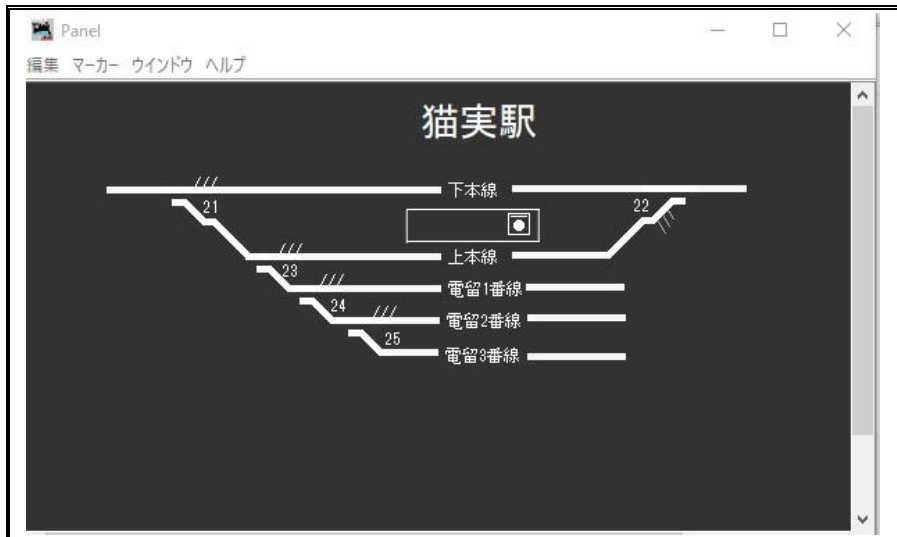 Panel
編集 マーカー ウインドウ ヘルプ
猫実駅
下本線
21
22
上本線
23
電留1番線
24
電留2番線
25
電留3番線